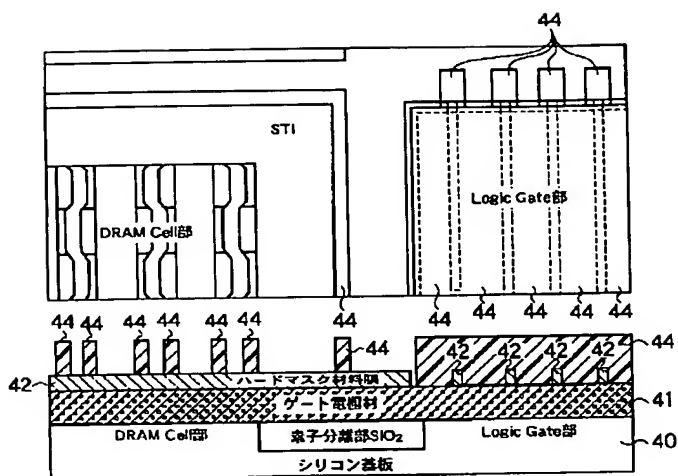 44
STI
DRAM Cell部
Logic Gate部
44 44 44 44 44 44
44 44 44 44 44 44 44
44
44
42 42 42 42
42
ハードマスク材料膜
ゲート電極材
41
DRAM Cell部
素子分離部SiO₂
Logic Gate部
40
シリコン基板